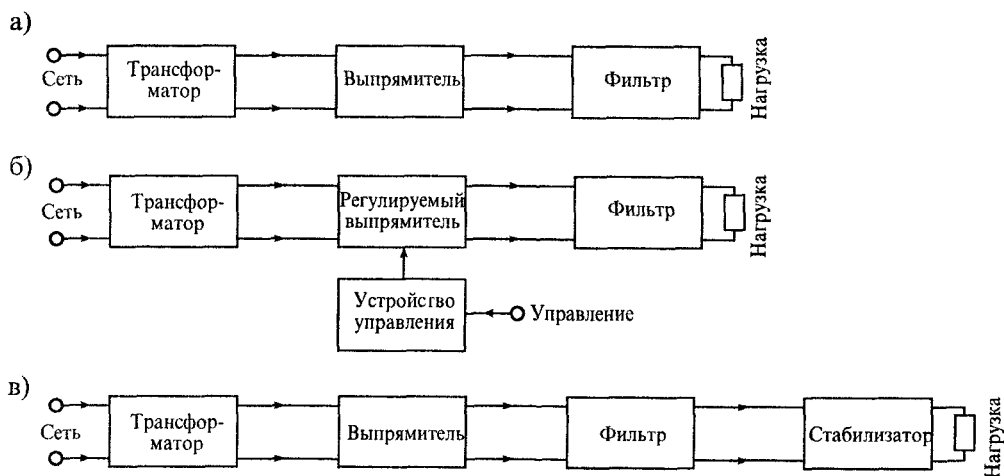 а)
Сеть
Трансфор-
матор
Выпрямитель
Фильтр
Нагрузка
б)
Сеть
Трансфор-
матор
Регулируемый
выпрямитель
Фильтр
Нагрузка
Устройство
управления
Управление
в)
Сеть
Трансфор-
матор
Выпрямитель
Фильтр
Стабилизатор
Нагрузка